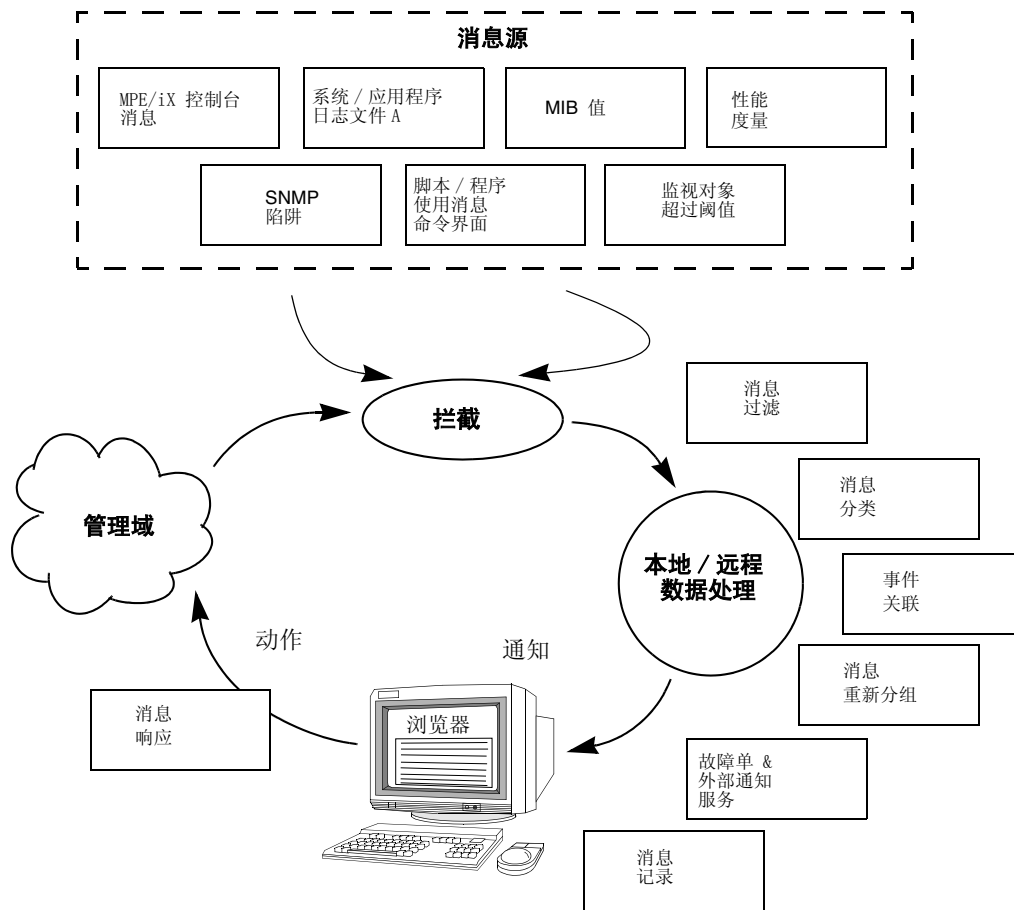 消息源
MPE/iX 控制台
消息
系统 / 应用程序
日志文件 A
MIB 值
性能
度量
SNMP
陷阱
脚本 / 程序
使用消息
命令界面
监视对象
超过阈值
拦截
消息
过滤
管理域
消息
分类
本地 / 远程
数据处理
事件
关联
动作
通知
消息
重新分组
消息
响应
浏览器
故障单 &
外部通知
服务
消息
记录